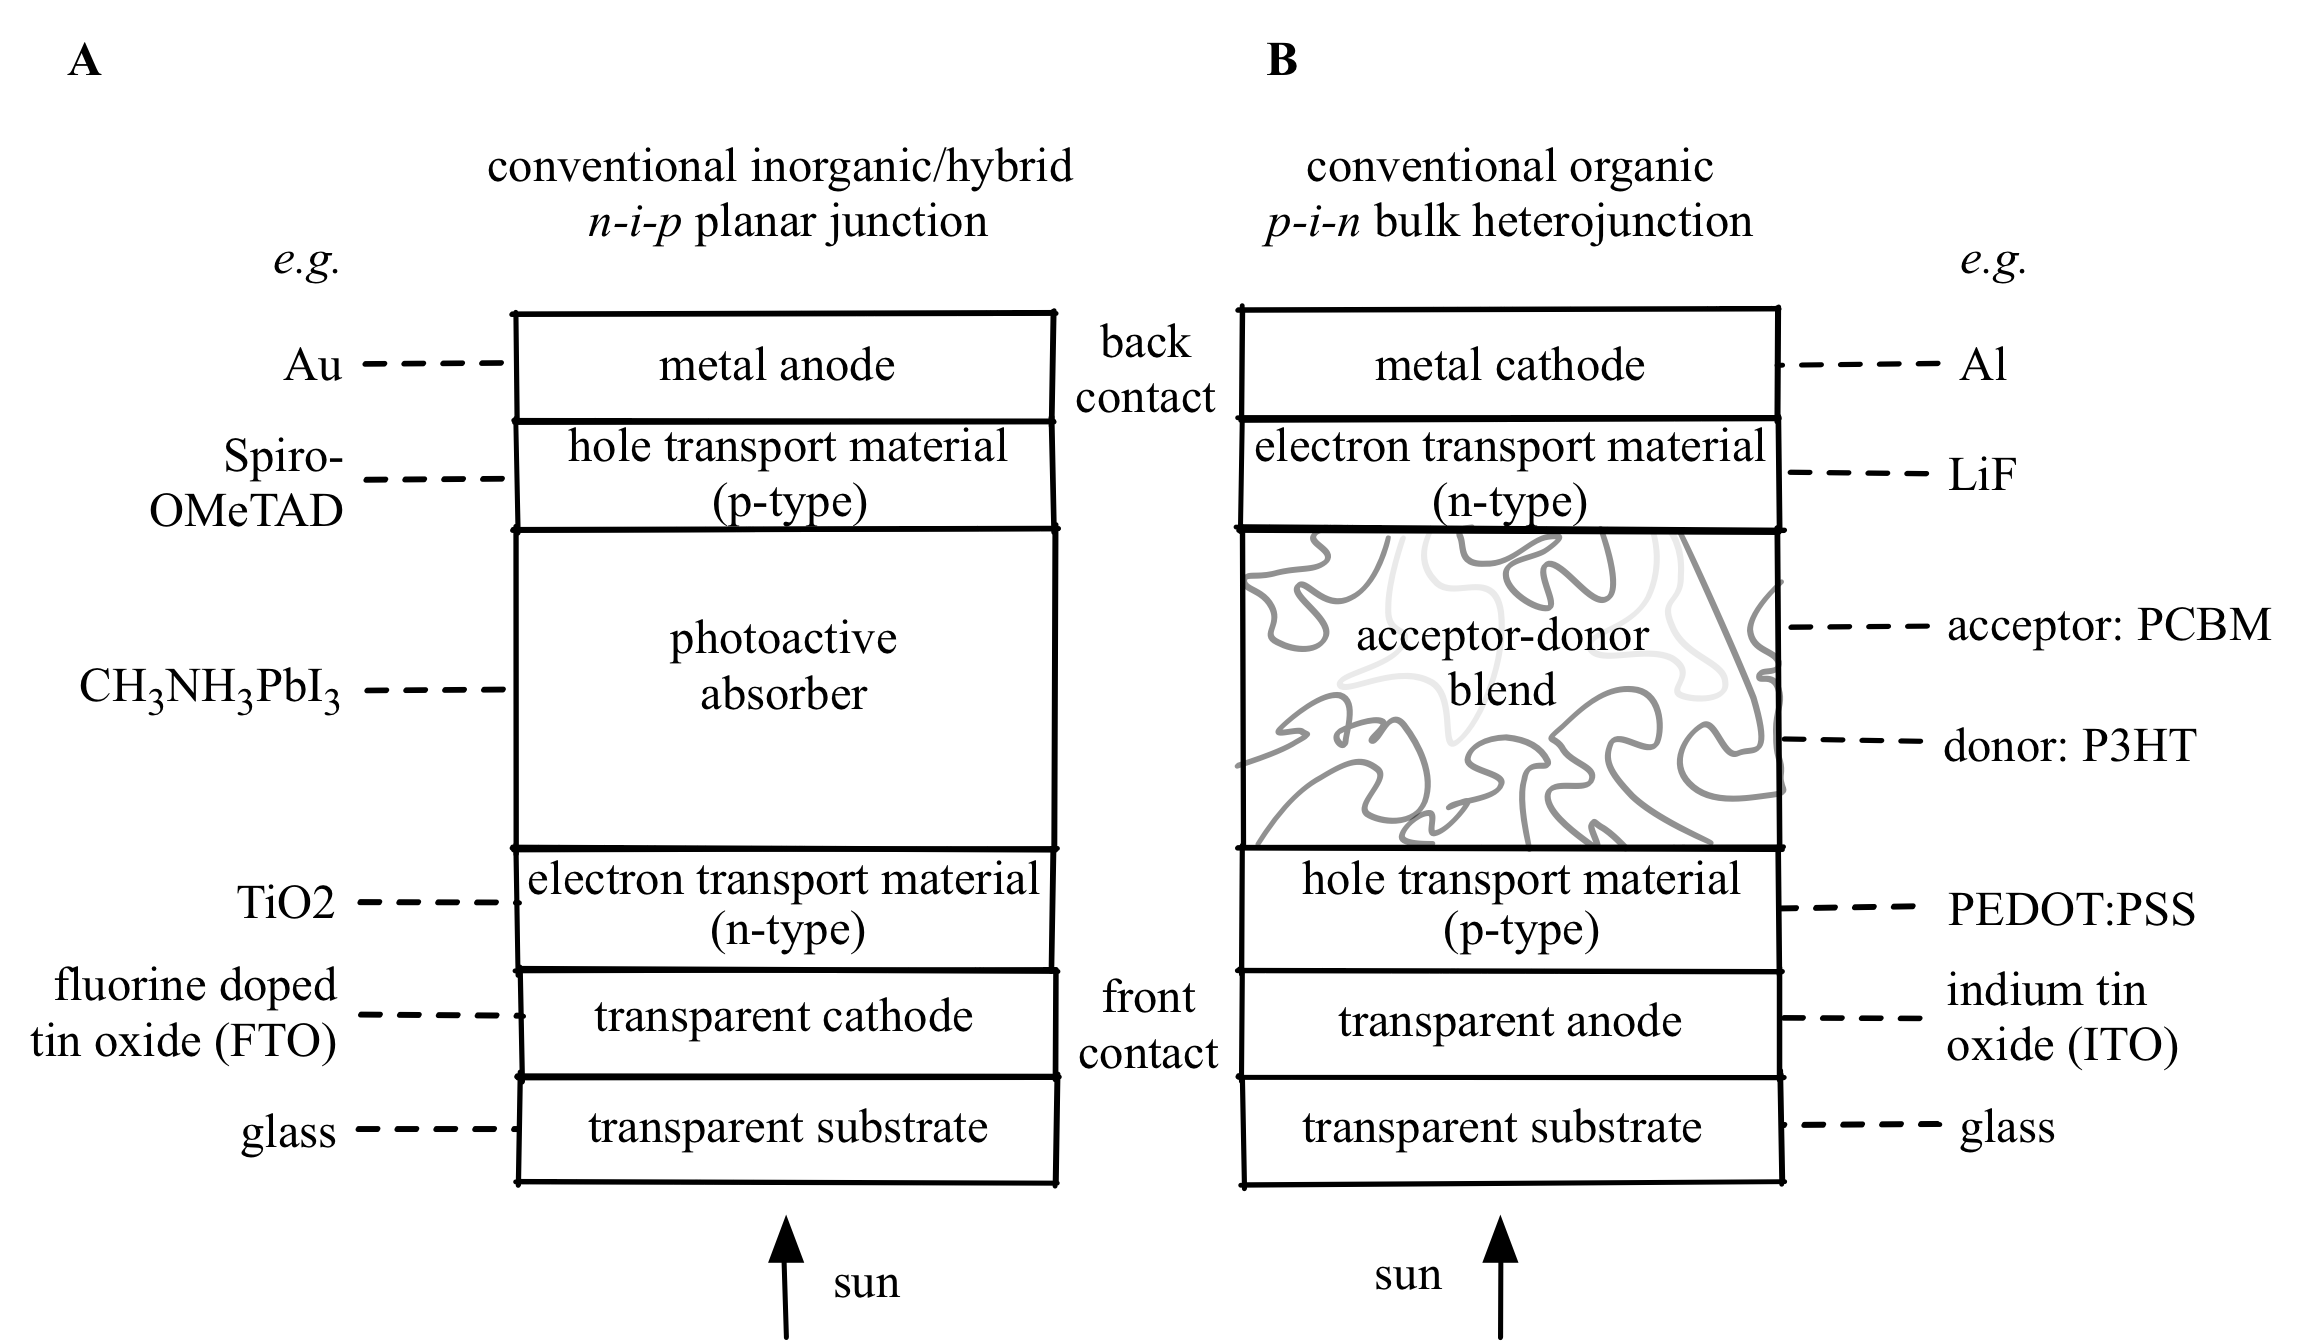 A
conventional inorganic/hybrid
n-i-p planar junction
e.g.
Au
metal anode
Spiro-
OMeTAD
hole transport material
(p-type)
CH₃NH₃PbI₃
photoactive
absorber
TiO2
electron transport material
(n-type)
fluorine doped
tin oxide (FTO)
transparent cathode
glass
transparent substrate
sun
back
contact
front
contact
B
conventional organic
p-i-n bulk heterojunction
e.g.
metal cathode
Al
electron transport material
(n-type)
LiF
acceptor-donor
blend
acceptor: PCBM
donor: P3HT
hole transport material
(p-type)
PEDOT:PSS
transparent anode
indium tin
oxide (ITO)
transparent substrate
glass
sun